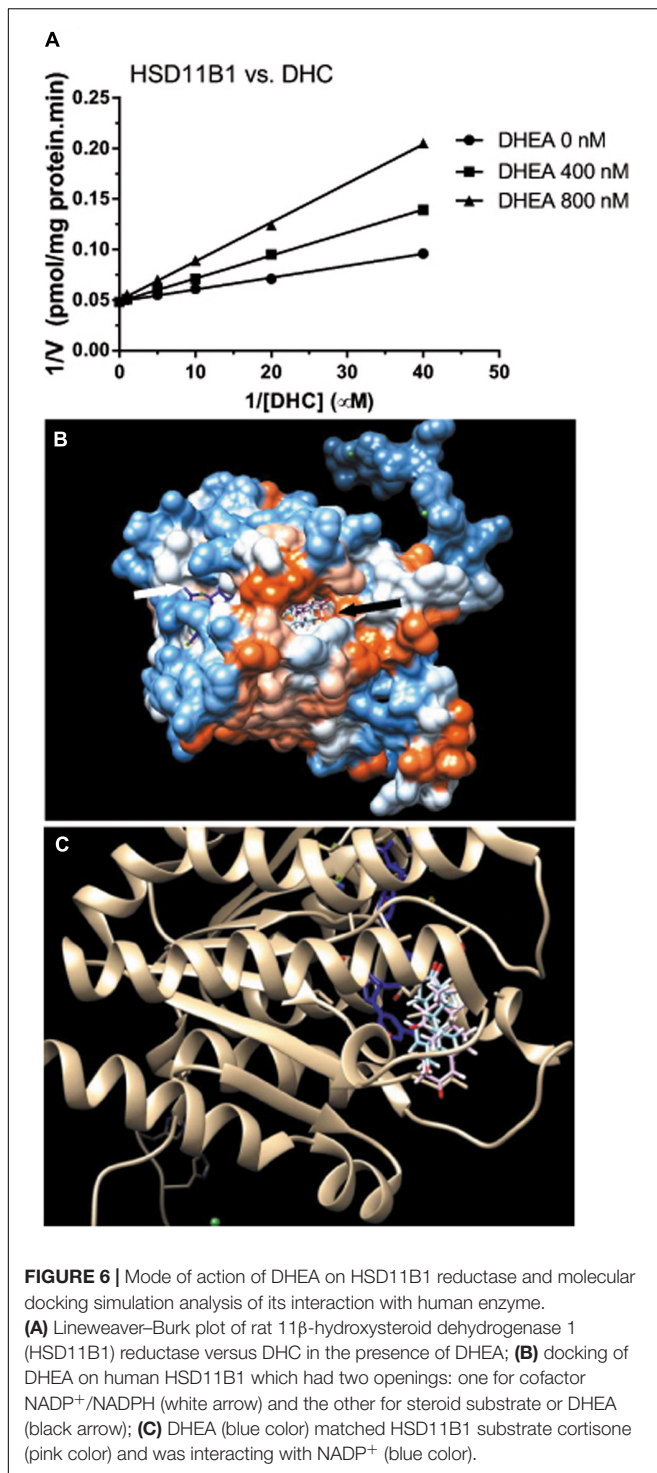 A
HSD11B1 vs. DHC
0.25
0.20
0.15
0.10
0.05
0.00
1/V (pmol/mg protein.min)
0 10 20 30 40 50
1/[DHC] (∝M)
DHEA 0 nM
DHEA 400 nM
DHEA 800 nM
B
C
FIGURE 6 | Mode of action of DHEA on HSD11B1 reductase and molecular
docking simulation analysis of its interaction with human enzyme.
(A) Lineweaver–Burk plot of rat 11β-hydroxysteroid dehydrogenase 1
(HSD11B1) reductase versus DHC in the presence of DHEA; (B) docking of
DHEA on human HSD11B1 which had two openings: one for cofactor
NADP+/NADPH (white arrow) and the other for steroid substrate or DHEA
(black arrow); (C) DHEA (blue color) matched HSD11B1 substrate cortisone
(pink color) and was interacting with NADP+ (blue color).